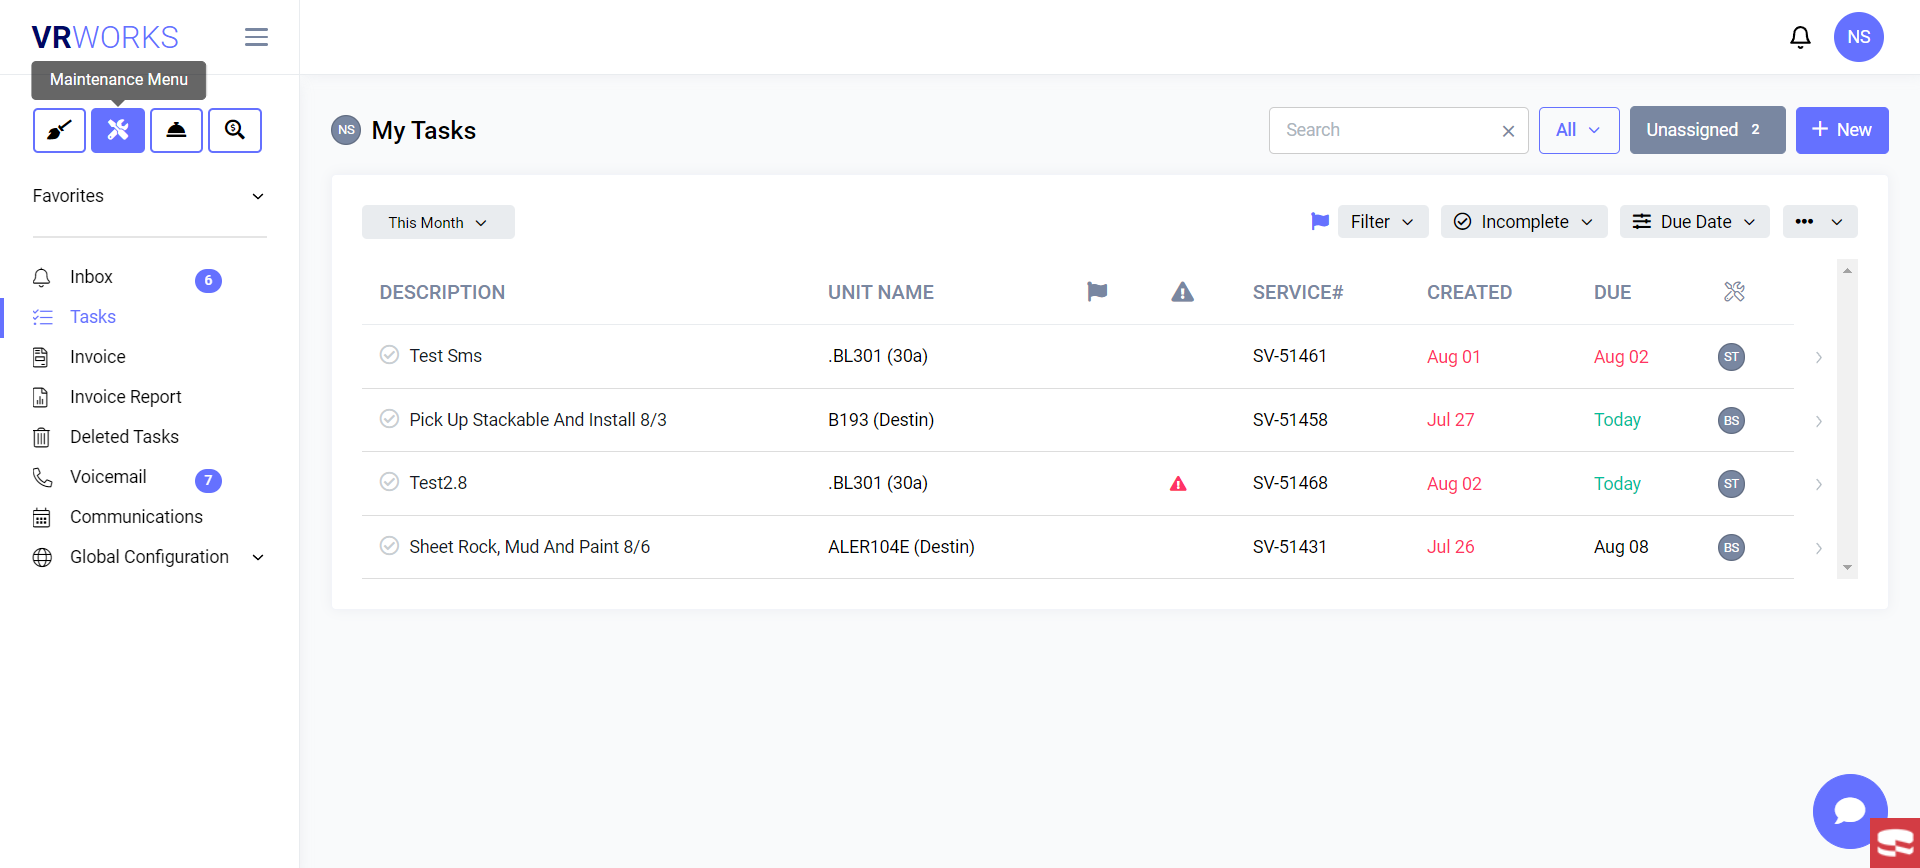 VRWORKS
NS
Maintenance Menu
NS My Tasks
Search
All
Unassigned 2
+ New
Favorites
This Month
Filter
Incomplete
Due Date
Inbox 6
Tasks
Invoice
Invoice Report
Deleted Tasks
Voicemail 7
Communications
Global Configuration
DESCRIPTION UNIT NAME SERVICE# CREATED DUE
Test Sms .BL301 (30a) SV-51461 Aug 01 Aug 02 ST
Pick Up Stackable And Install 8/3 B193 (Destin) SV-51458 Jul 27 Today BS
Test2.8 .BL301 (30a) SV-51468 Aug 02 Today ST
Sheet Rock, Mud And Paint 8/6 ALER104E (Destin) SV-51431 Jul 26 Aug 08 BS